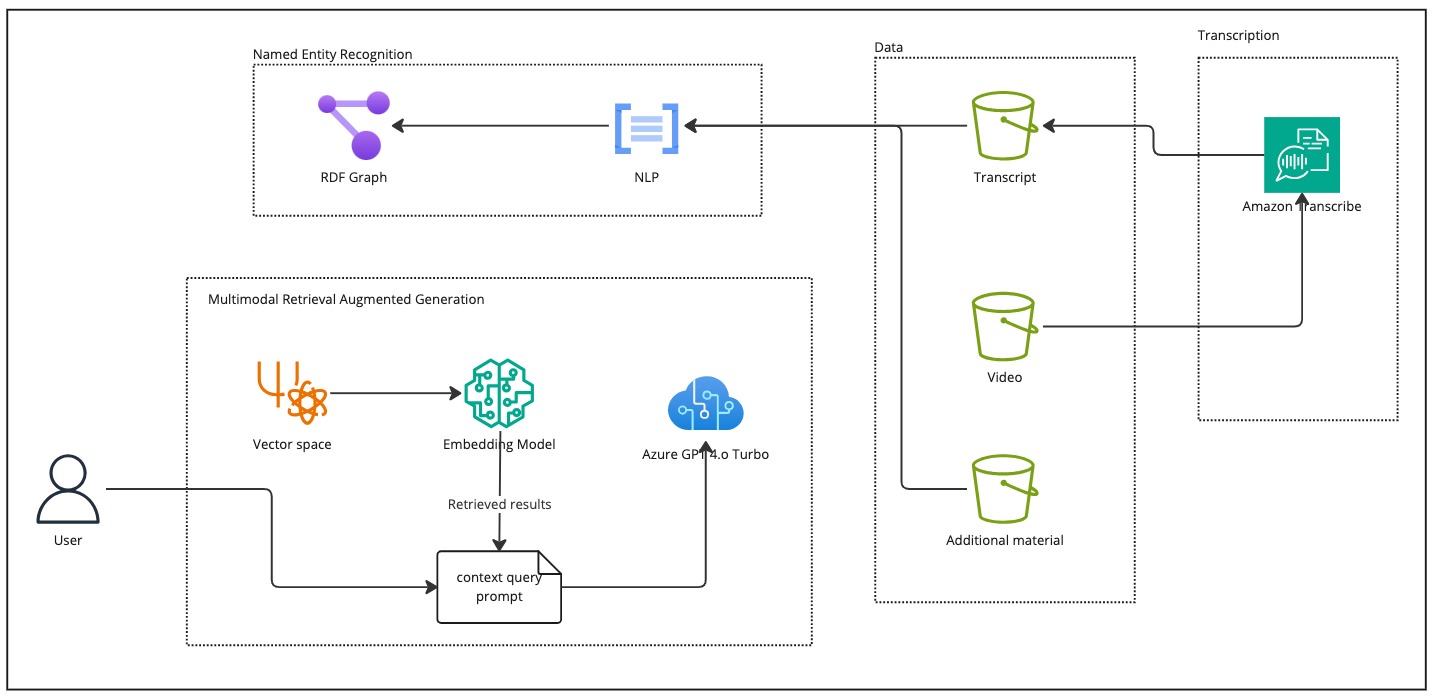 Named Entity Recognition
Data
Transcription
RDF Graph
NLP
Transcript
Amazon Transcribe
Multimodal Retrieval Augmented Generation
Video
Vector space
Embedding Model
Azure GPT 4.o Turbo
Retrieved results
User
Additional material
context query
prompt